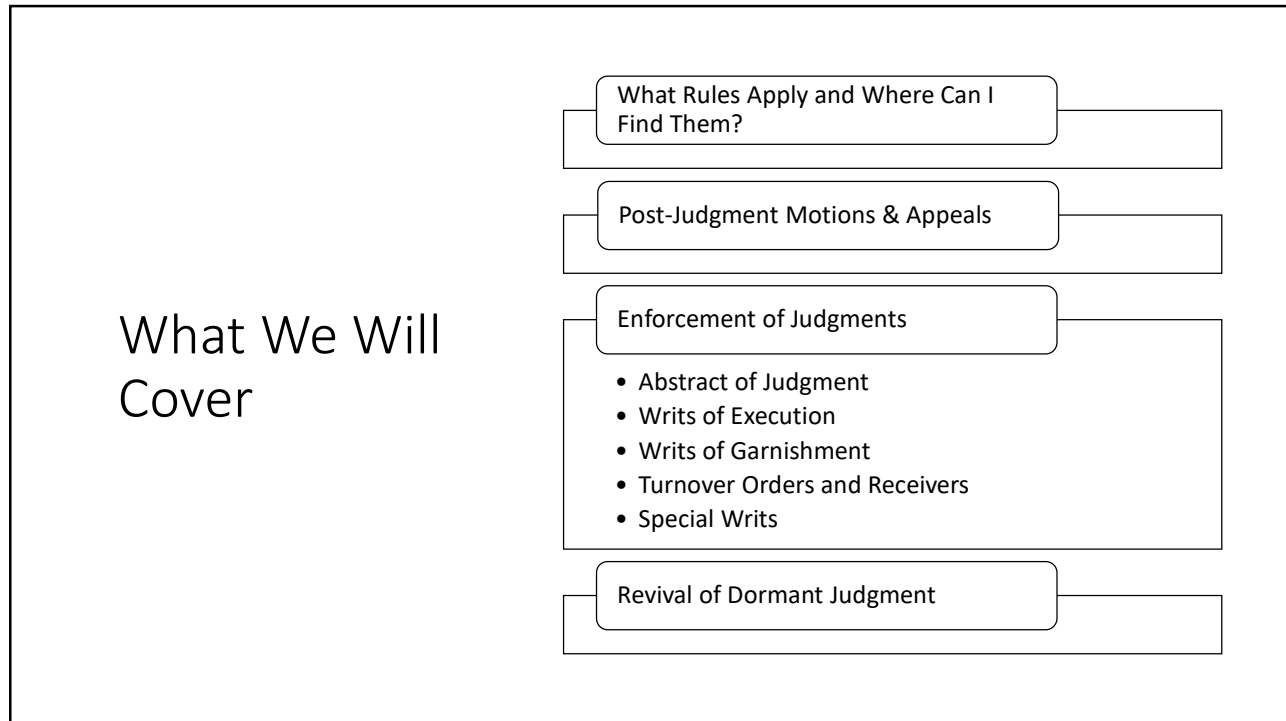 What We Will
Cover
What Rules Apply and Where Can I
Find Them?
Post-Judgment Motions & Appeals
Enforcement of Judgments
• Abstract of Judgment
• Writs of Execution
• Writs of Garnishment
• Turnover Orders and Receivers
• Special Writs
Revival of Dormant Judgment